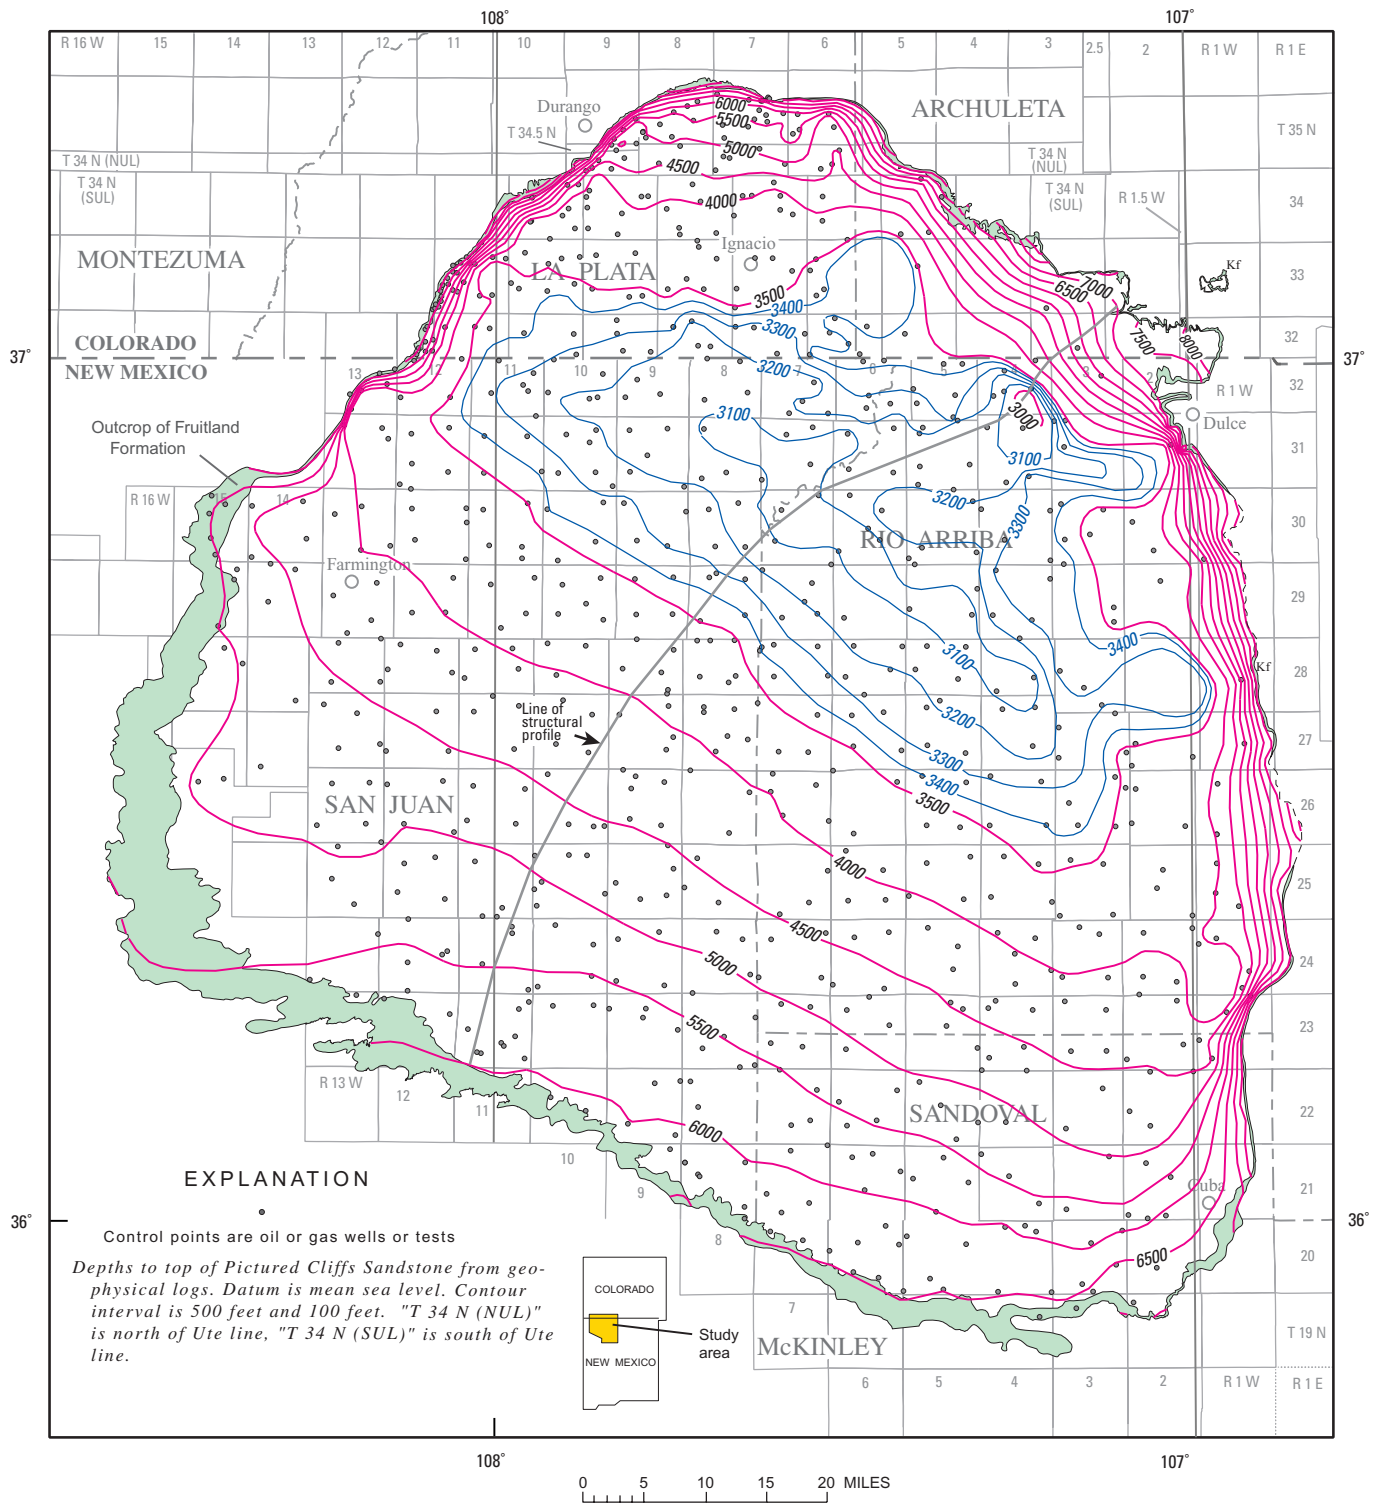 108°
107°
R 16 W
15
14
13
12
11
10
9
8
7
6
5
4
3
2.5
2
R 1 W
R 1 E
6000
5500
Durango
ARCHULETA
T 34.5 N
T 35 N
5000
T 34 N (NUL)
T 34 N
(NUL)
4500
T 34 N
(SUL)
T 34 N
(SUL)
R 1.5 W
4000
34
Ignacio
MONTEZUMA
LA PLATA
Kf
33
7000
6500
3500
3400
3300
7500
8000
32
COLORADO
37°
37°
NEW MEXICO
13
12
11
10
9
8
3200
6
5
4
3
2
R 1 W
32
3100
3000
Dulce
Outcrop of Fruitland
Formation
31
3100
R 16 W
15
14
3200
3300
30
RIO ARRIBA
Farmington
29
3400
3100
Kf
28
Line of
structural
profile
3200
27
3300
3400
3500
SAN JUAN
26
4000
25
4500
5000
24
5500
23
R 13 W
12
11
SANDOVAL
22
6000
10
EXPLANATION
9
Cuba
21
36°
36°
Control points are oil or gas wells or tests
8
6500
20
Depths to top of Pictured Cliffs Sandstone from geo-
physical logs. Datum is mean sea level. Contour
interval is 500 feet and 100 feet. "T 34 N (NUL)"
is north of Ute line, "T 34 N (SUL)" is south of Ute
line.
COLORADO
7
Study
area
NEW MEXICO
McKINLEY
T 19 N
6
5
4
3
2
R 1 W
R 1 E
108°
107°
0
5
10
15
20 MILES